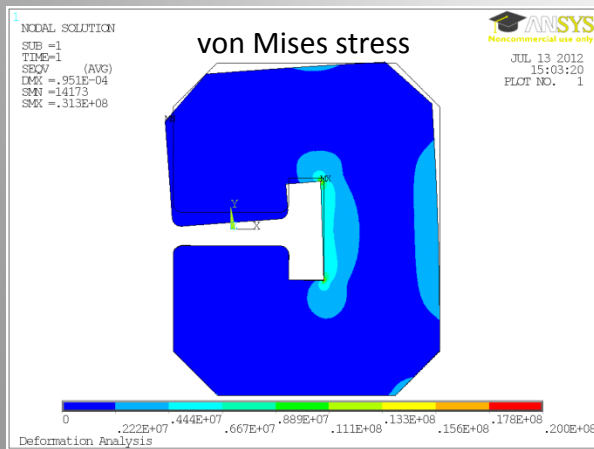 1
NODAL SOLUTION
SUB =1
TIME=1
SEQV (AVG)
DMX =.951E-04
SMN =14173
SMX =.313E+08
von Mises stress
ANSYS
Noncommercial use only
JUL 13 2012
15:03:20
PLOT NO. 1
MX
Y
X
0 .444E+07 .889E+07 .133E+08 .178E+08
.222E+07 .667E+07 .111E+08 .156E+08 .200E+08
Deformation Analysis